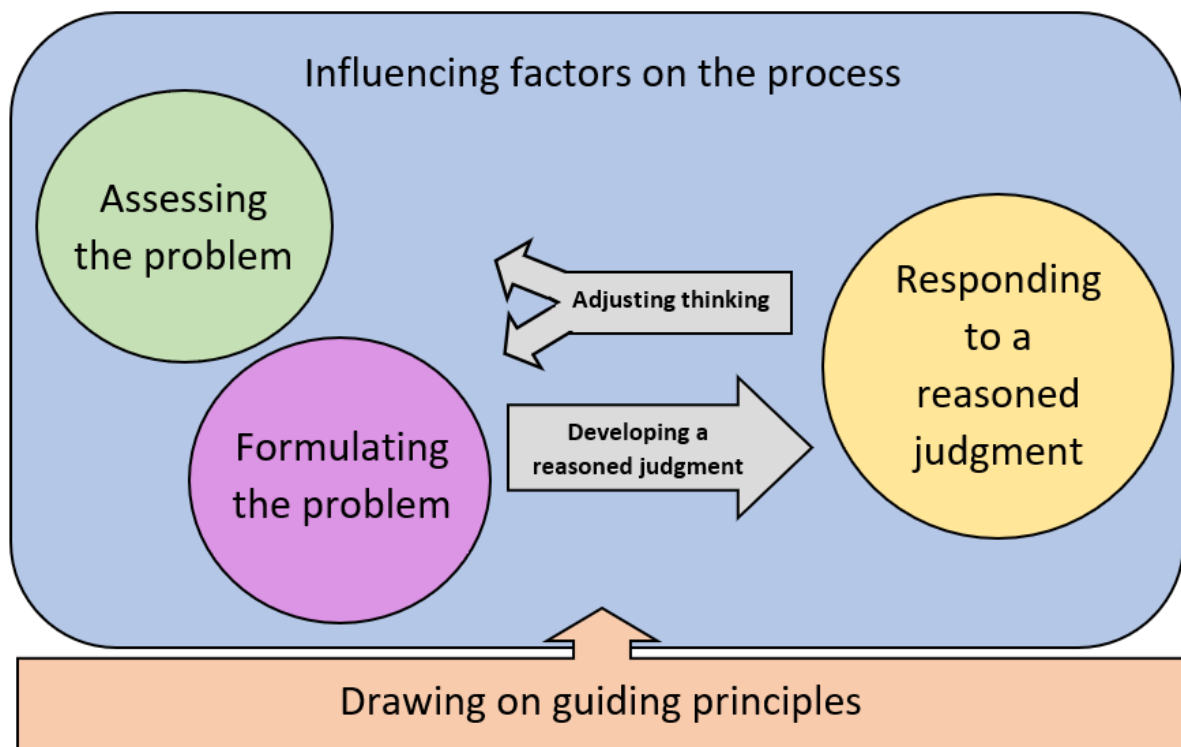 Influencing factors on the process
Assessing
the problem
Formulating
the problem
Adjusting thinking
Developing a
reasoned judgment
Responding
to a
reasoned
judgment
Drawing on guiding principles